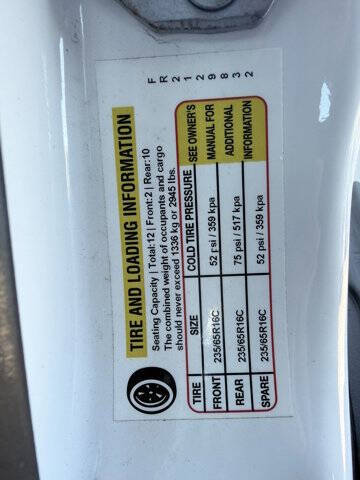 TIRE AND LOADING INFORMATION
Seating Capacity | Total:12 | Front:2 | Rear:10
The combined weight of occupants and cargo
should never exceed 1336 kg or 2945 lbs.
TIRE SIZE COLD TIRE PRESSURE SEE OWNER'S
FRONT 235/65R16C 52 psi / 359 kpa MANUAL FOR
REAR 235/65R16C 75 psi / 517 kpa ADDITIONAL
SPARE 235/65R16C 52 psi / 359 kpa INFORMATION
F
R
2
1
2
9
8
3
2